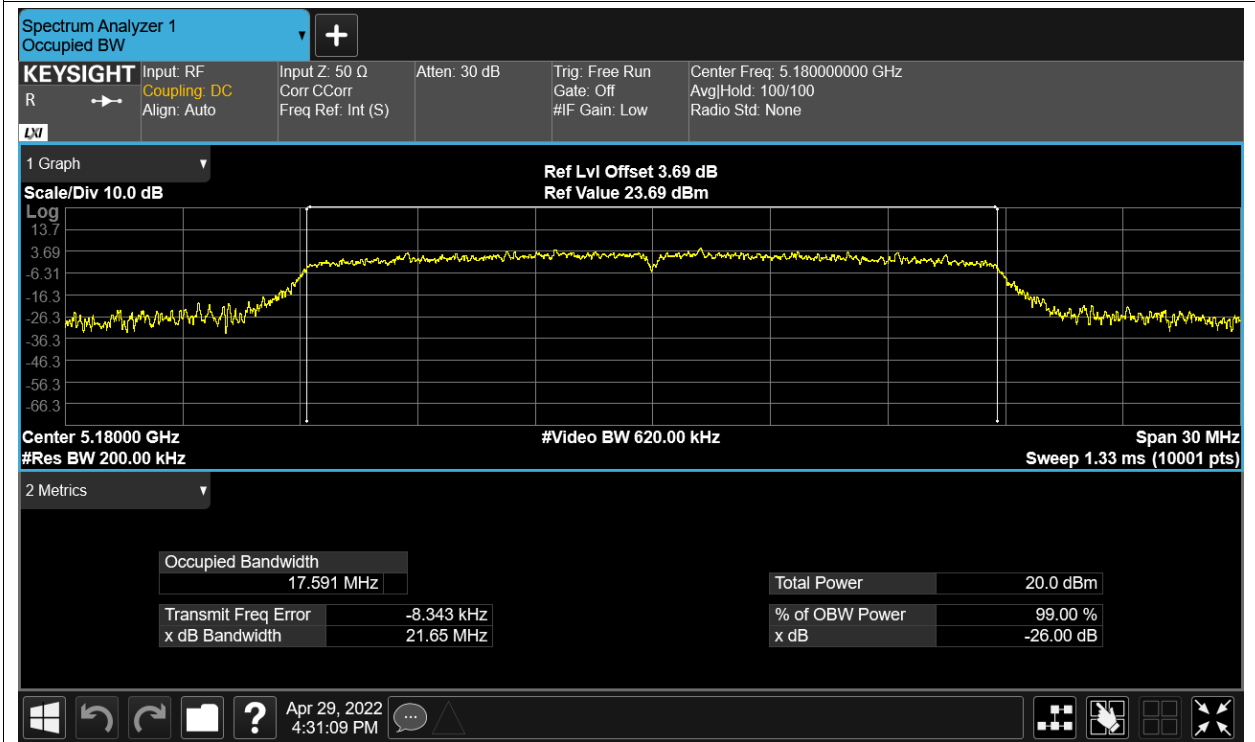 Spectrum Analyzer 1
Occupied BW
KEYSIGHT Input: RF Input Z: 50 Ω Atten: 30 dB Trig: Free Run Center Freq: 5.180000000 GHz
R Coupling: DC Corr CCorr Gate: Off Avg|Hold: 100/100
Align: Auto Freq Ref: Int (S) #IF Gain: Low Radio Std: None
LXI
1 Graph
Ref Lvl Offset 3.69 dB
Scale/Div 10.0 dB Ref Value 23.69 dBm
Log
13.7
3.69
-6.31
-16.3
-26.3
-36.3
-46.3
-56.3
-66.3
Center 5.18000 GHz #Video BW 620.00 kHz Span 30 MHz
#Res BW 200.00 kHz Sweep 1.33 ms (10001 pts)
2 Metrics
Occupied Bandwidth
17.591 MHz Total Power 20.0 dBm
Transmit Freq Error -8.343 kHz % of OBW Power 99.00 %
x dB Bandwidth 21.65 MHz x dB -26.00 dB
? Apr 29, 2022
4:31:09 PM